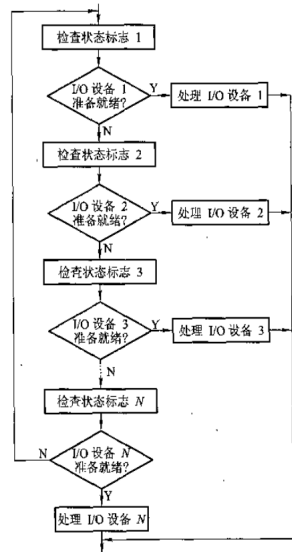 检查状态标志 1
I/O 设备 1
准备就绪?
Y
处理 I/O 设备 1
N
检查状态标志 2
I/O 设备 2
准备就绪?
Y
处理 I/O 设备 2
N
检查状态标志 3
I/O 设备 3
准备就绪?
Y
处理 I/O 设备 3
N
检查状态标志 N
N
I/O 设备 N
准备就绪?
Y
处理 I/O 设备 N